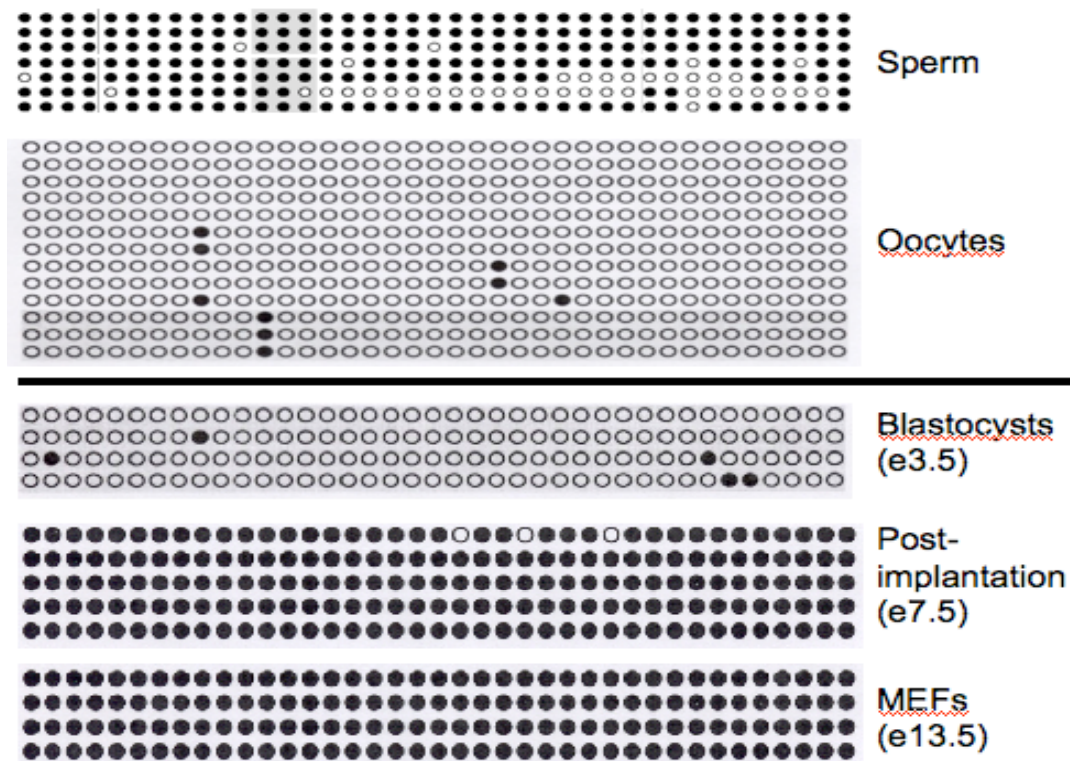 Sperm
Oocytes
Blastocysts
(e3.5)
Post-
implantation
(e7.5)
MEFs
(e13.5)